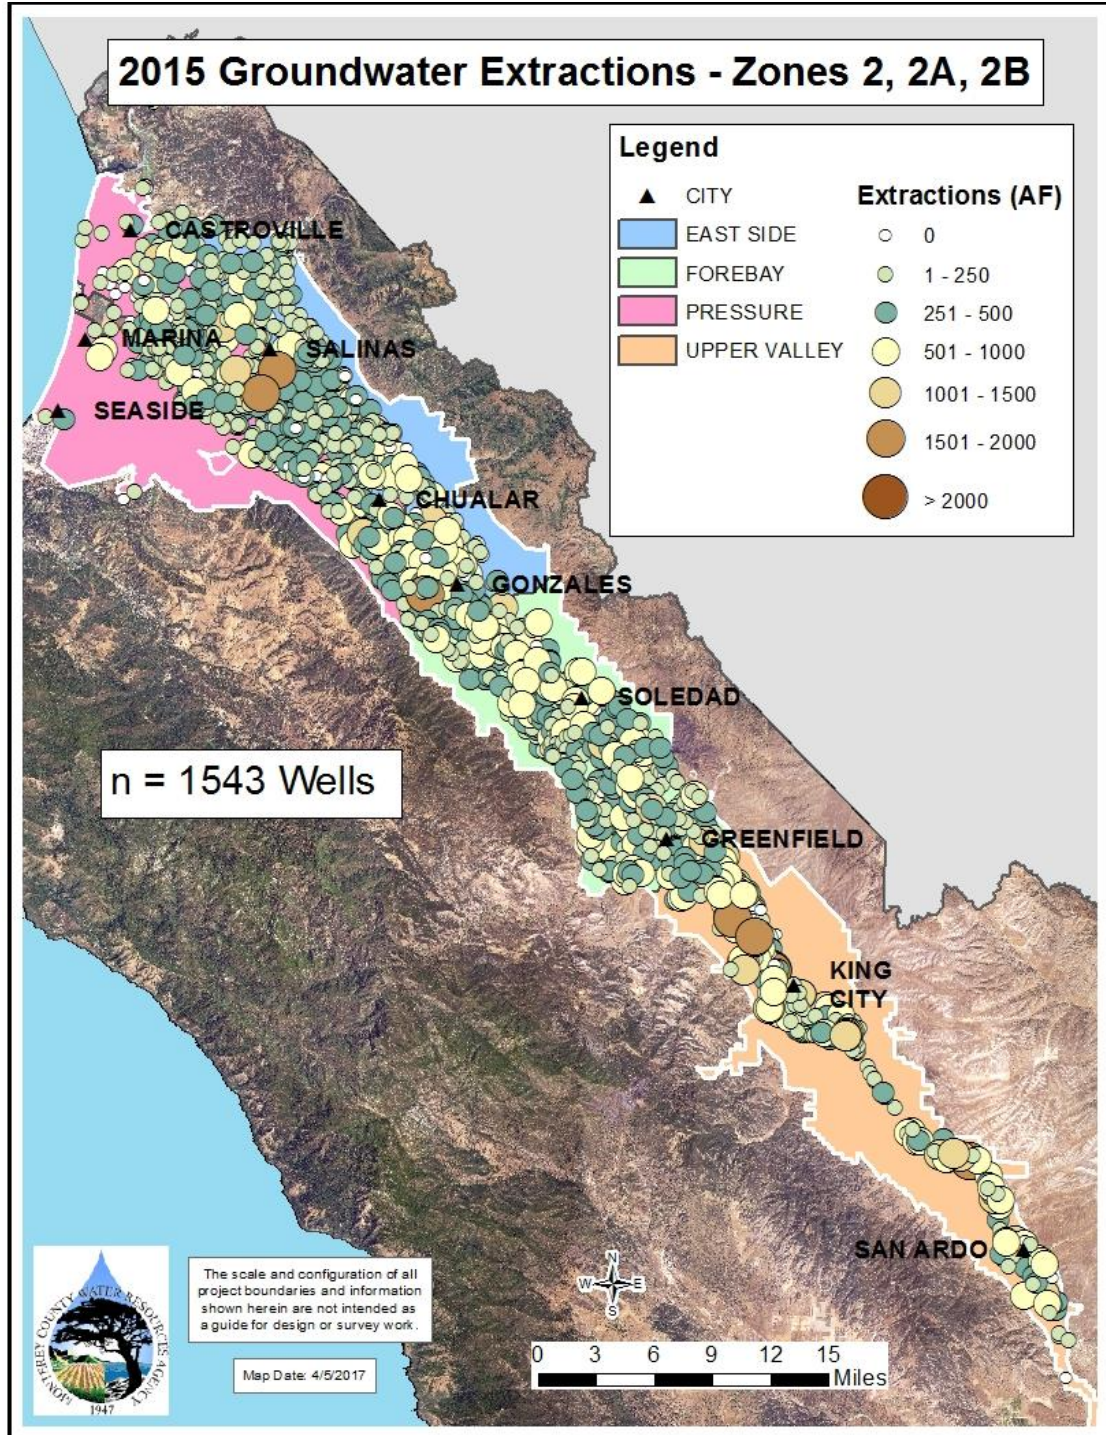 2015 Groundwater Extractions - Zones 2, 2A, 2B
Legend
CITY
EAST SIDE
FOREBAY
PRESSURE
UPPER VALLEY
Extractions (AF)
0
1 - 250
251 - 500
501 - 1000
1001 - 1500
1501 - 2000
> 2000
CASTROVILLE
MARINA
SALINAS
SEASIDE
CHUALAR
GONZALES
SOLEDAD
n = 1543 Wells
GREENFIELD
KING
CITY
SAN ARDO
N
W E
S
0 3 6 9 12 15
Miles
MONTEREY COUNTY WATER RESOURCES AGENCY
1947
The scale and configuration of all
project boundaries and information
shown herein are not intended as
a guide for design or survey work.
Map Date: 4/5/2017